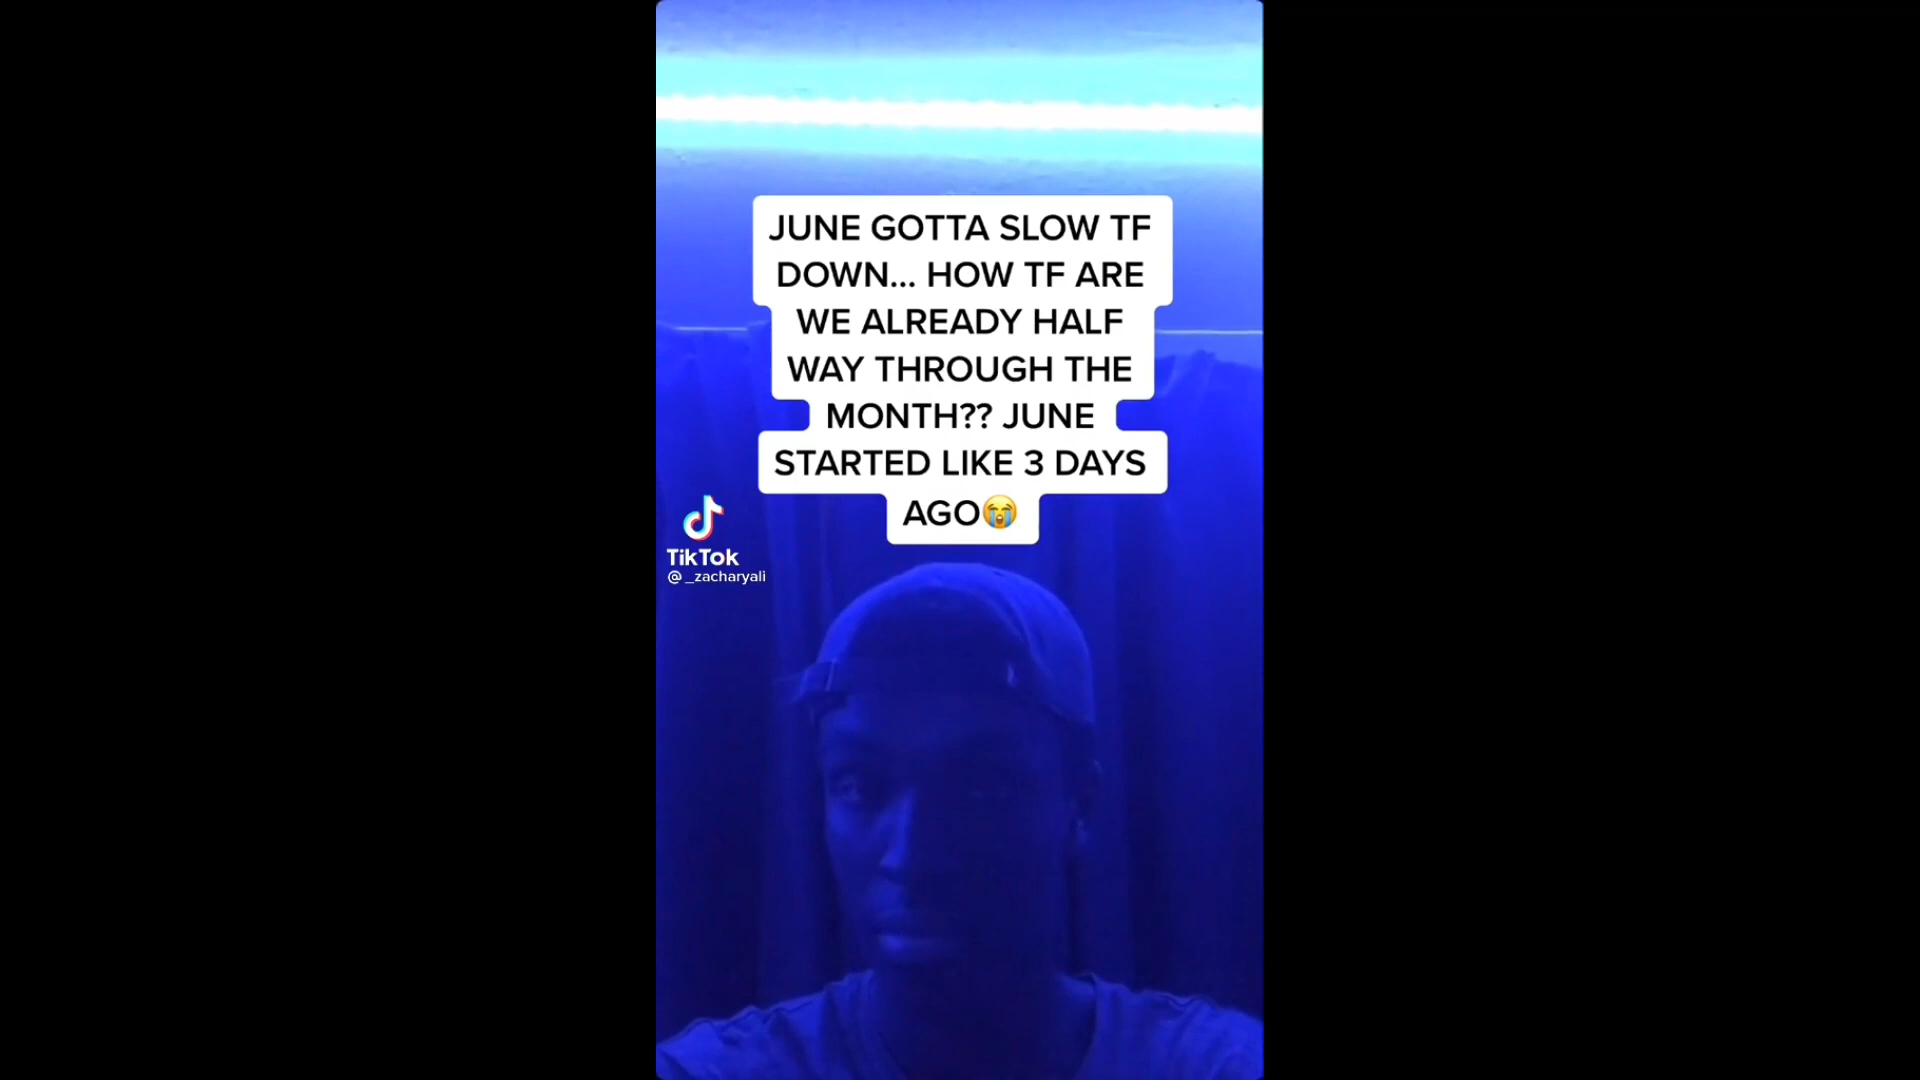 JUNE GOTTA SLOW TF
DOWN... HOW TF ARE
WE ALREADY HALF
WAY THROUGH THE
MONTH?? JUNE
STARTED LIKE 3 DAYS
AGO😭
TikTok
@_zacharyali